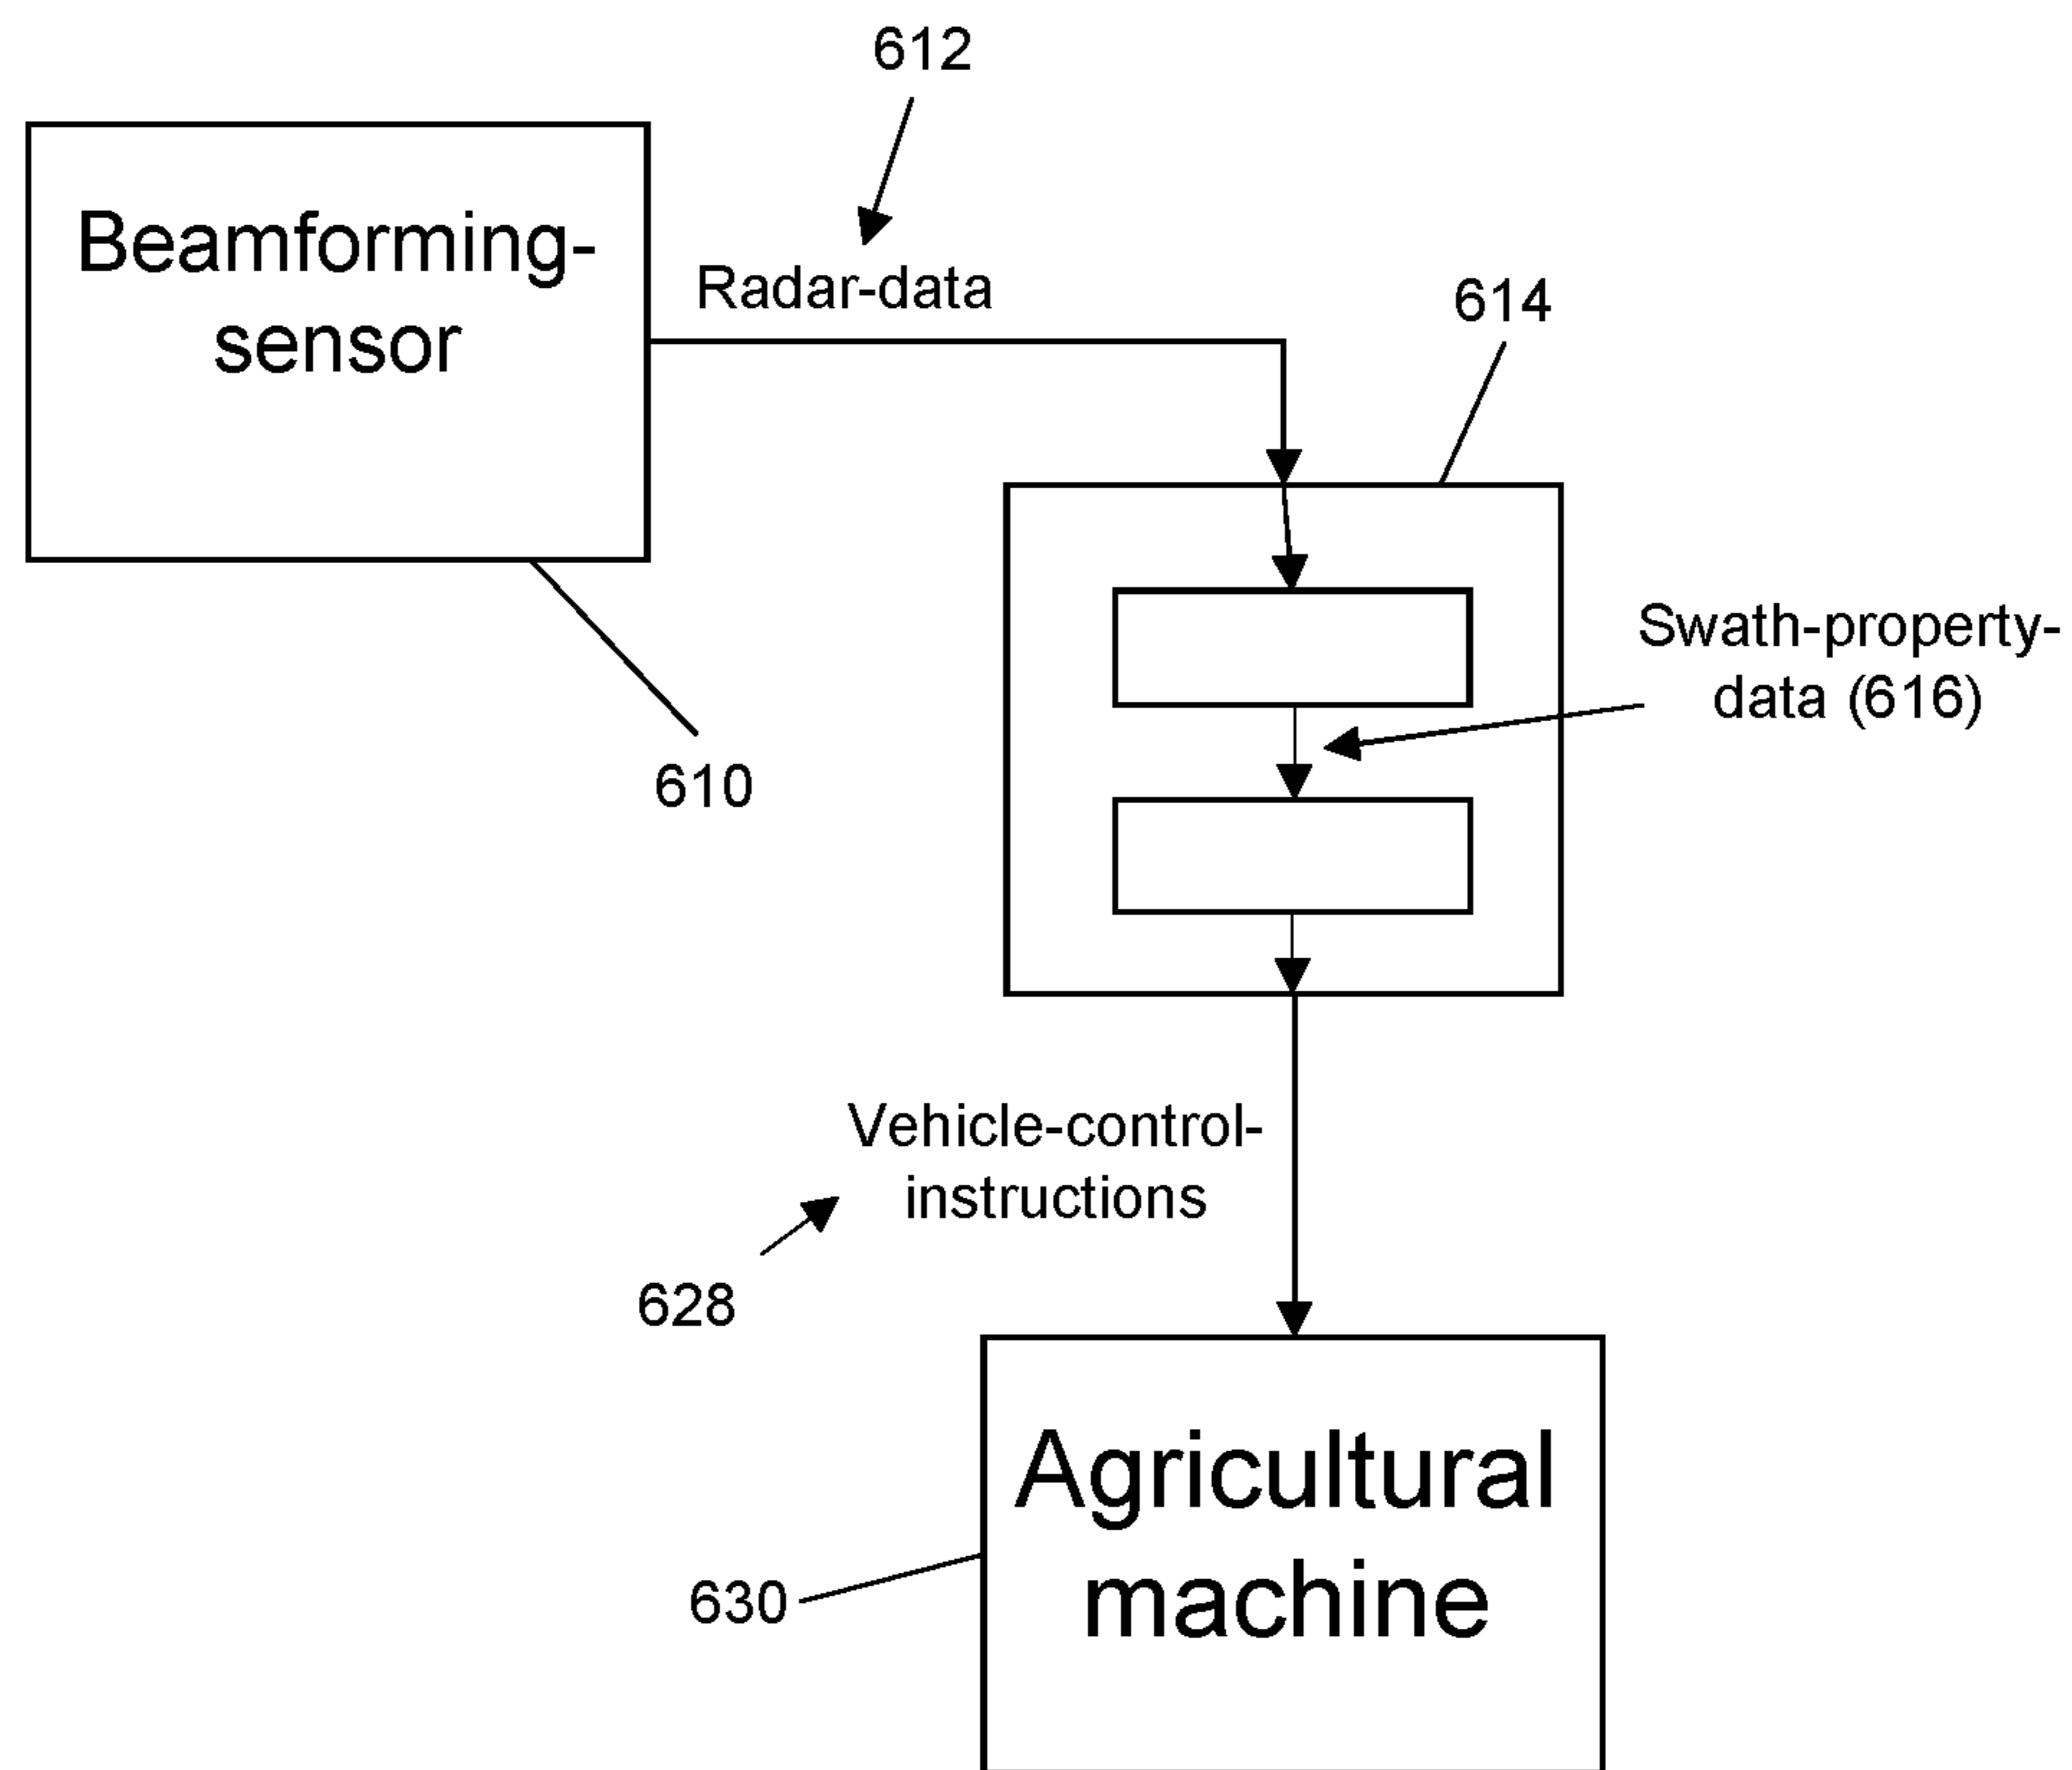 612
Beamforming-
sensor
Radar-data
614
Swath-property-
data (616)
610
Vehicle-control-
instructions
628
Agricultural
machine
630